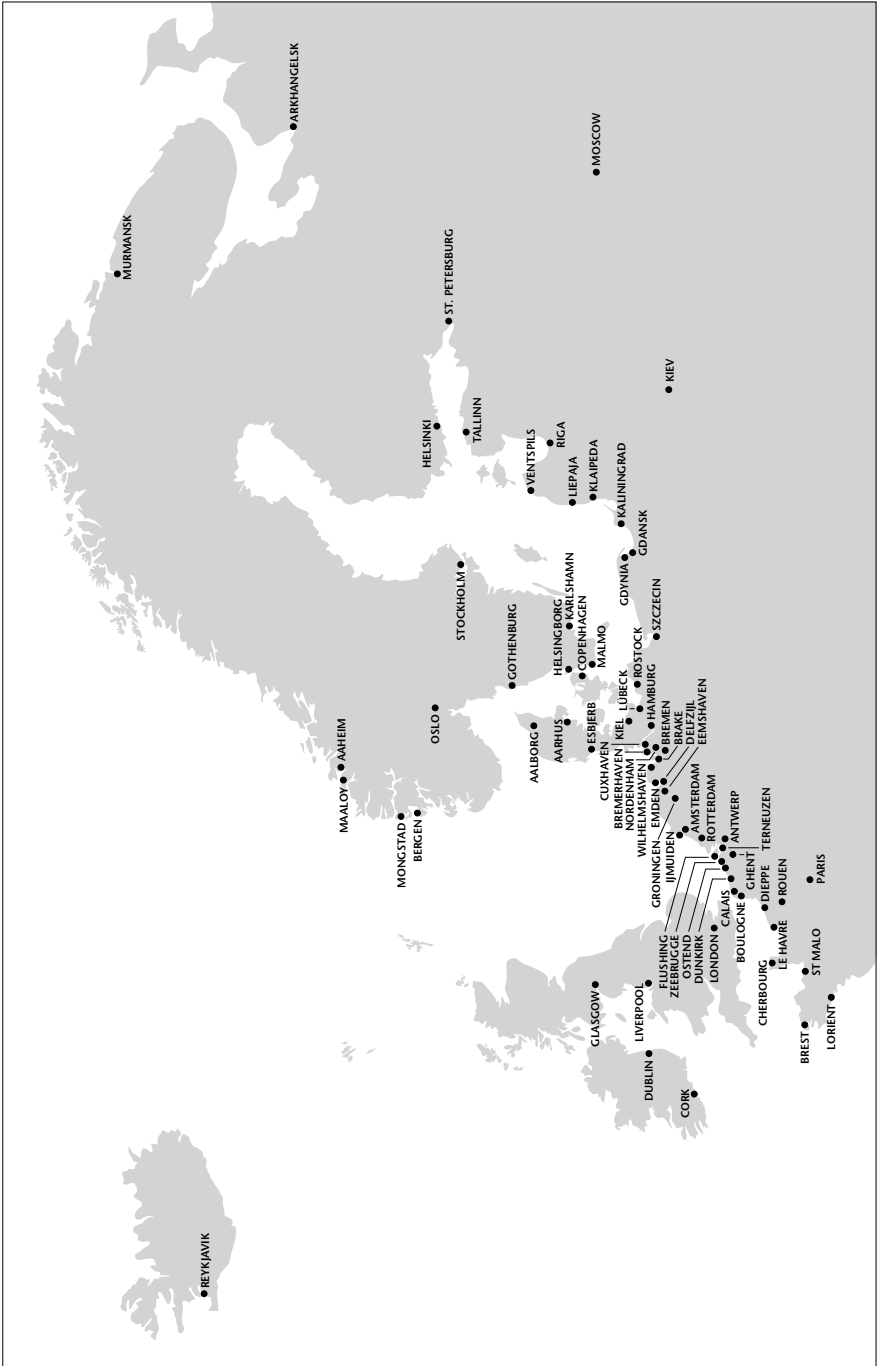 MURMANSK
ARKHANGELSK
REYKJAVIK
MAALOY
AAHEIM
MONGSTAD
BERGEN
OSLO
HELSINKI
ST. PETERSBURG
STOCKHOLM
TALLINN
GOTHENBURG
VENTSPILS
AALBORG
RIGA
AARHUS
HELSINGBORG
KARLSHAMN
LIEPAJA
COPENHAGEN
ESBJERB
MALMO
KLAIPEDA
MOSCOW
GLASGOW
KALININGRAD
GDYNIA
GDANSK
KIEL
LÜBECK
ROSTOCK
CUXHAVEN
HAMBURG
SZCZECIN
BREMERHAVEN
NORDENHAM
BREMEN
WILHELMSHAVEN
BRAKE
EMDEN
DELFZIJL
EEMSHAVEN
KIEV
DUBLIN
LIVERPOOL
GRONINGEN
IJMUIDEN
AMSTERDAM
ROTTERDAM
CORK
FLUSHING
ZEEBRUGGE
OSTEND
DUNKIRK
LONDON
ANTWERP
TERNEUZEN
CALAIS
GHENT
BOULOGNE
DIEPPE
CHERBOURG
LE HAVRE
ROUEN
BREST
ST MALO
PARIS
LORIENT